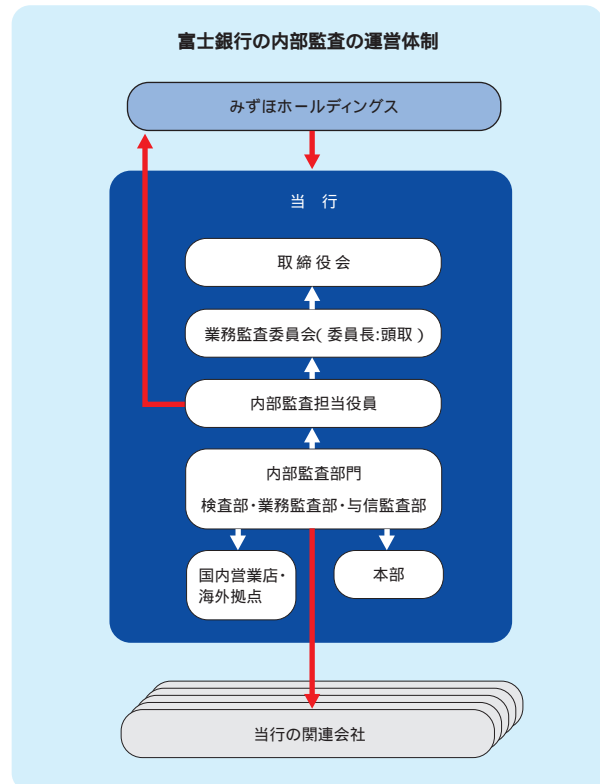 富士銀行の内部監査の運営体制
みずほホールディングス
当 行
取締役会
業務監査委員会(委員長:頭取)
内部監査担当役員
内部監査部門
検査部・業務監査部・与信監査部
国内営業店・
海外拠点
本部
当行の関連会社